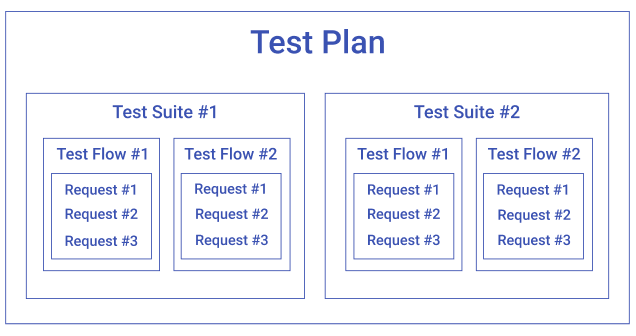 Test Plan
Test Suite #1
Test Flow #1
Request #1
Request #2
Request #3
Test Flow #2
Request #1
Request #2
Request #3
Test Suite #2
Test Flow #1
Request #1
Request #2
Request #3
Test Flow #2
Request #1
Request #2
Request #3